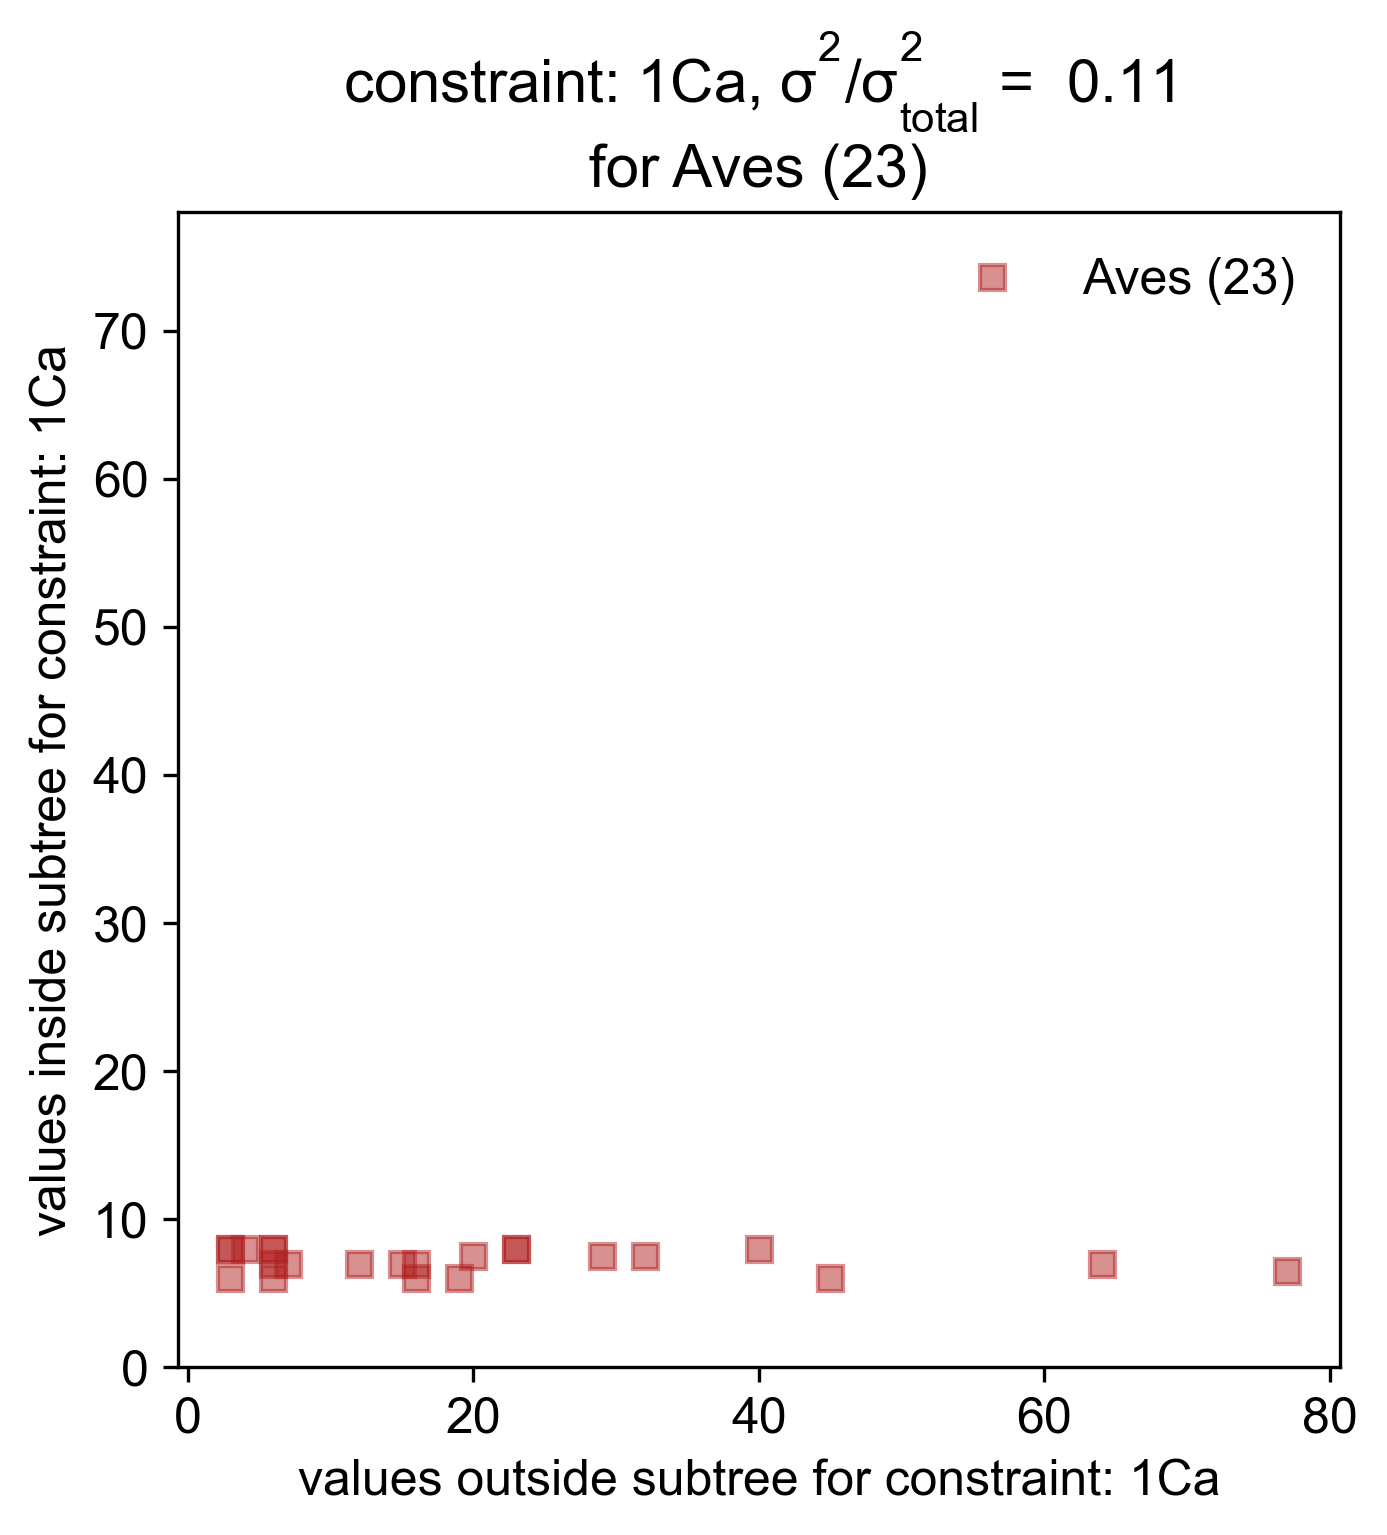 constraint: 1Ca, σ²/σ²total = 0.11
for Aves (23)
Aves (23)
values inside subtree for constraint: 1Ca
70
60
50
40
30
20
10
0
0 20 40 60 80
values outside subtree for constraint: 1Ca